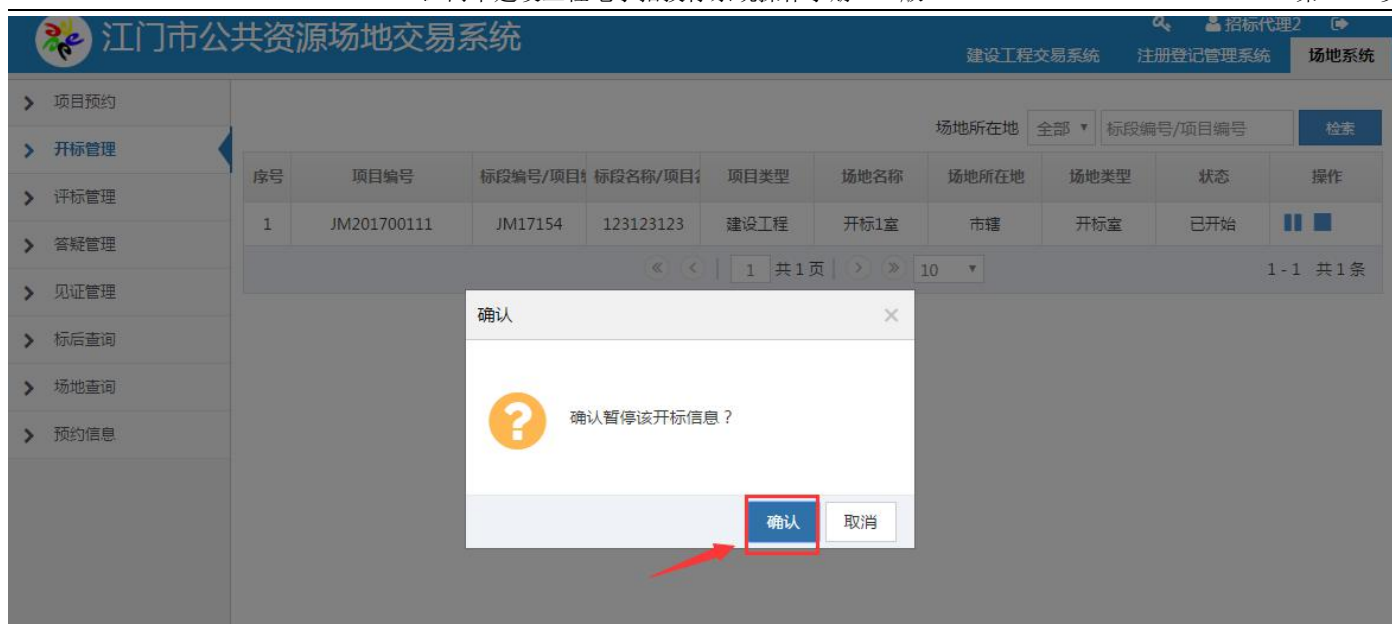 江门市公共资源场地交易系统
招标代理2
建设工程交易系统 注册登记管理系统 场地系统
项目预约
开标管理
评标管理
答疑管理
见证管理
标后查询
场地查询
预约信息
场地所在地 全部 标段编号/项目编号 检索
序号 项目编号 标段编号/项目 标段名称/项目 项目类型 场地名称 场地所在地 场地类型 状态 操作
1 JM201700111 JM17154 123123123 建设工程 开标1室 市辖 开标室 已开始
1 共1页 10 1-1 共1条
确认
确认暂停该开标信息？
确认 取消